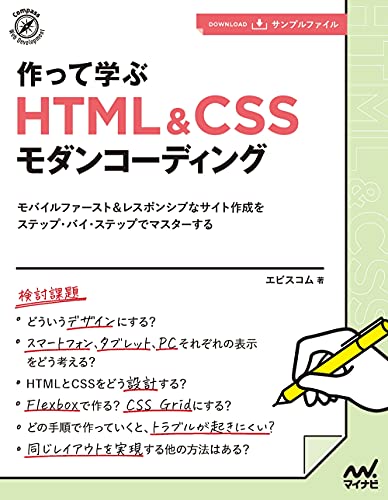 Compass
Web Development
DOWNLOAD サンプルファイル
作って学ぶ
HTML & CSS
モダンコーディング
HTML & CSS
モバイルファースト&レスポンシブなサイト作成を
ステップ・バイ・ステップでマスターする
エビスコム 著
検討課題
• どういうデザインにする?
• スマートフォン、タブレット、PCそれぞれの表示
をどう考える?
• HTMLとCSSをどう設計する?
• Flexboxで作る? CSS Gridにする?
• どの手順で作っていくと、トラブルが起きにくい?
• 同じレイアウトを実現する他の方法はある?
マイナビ